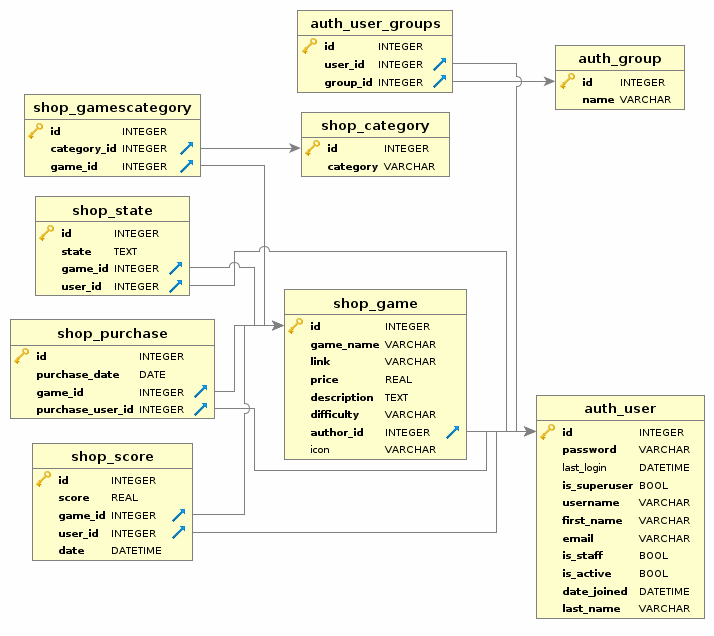 auth_user_groups
id INTEGER
user_id INTEGER
group_id INTEGER
auth_group
id INTEGER
name VARCHAR
shop_gamescategory
id INTEGER
category_id INTEGER
game_id INTEGER
shop_category
id INTEGER
category VARCHAR
shop_state
id INTEGER
state TEXT
game_id INTEGER
user_id INTEGER
shop_game
id INTEGER
game_name VARCHAR
link VARCHAR
price REAL
description TEXT
difficulty VARCHAR
author_id INTEGER
icon VARCHAR
shop_purchase
id INTEGER
purchase_date DATE
game_id INTEGER
purchase_user_id INTEGER
auth_user
id INTEGER
password VARCHAR
last_login DATETIME
is_superuser BOOL
username VARCHAR
first_name VARCHAR
email VARCHAR
is_staff BOOL
is_active BOOL
date_joined DATETIME
last_name VARCHAR
shop_score
id INTEGER
score REAL
game_id INTEGER
user_id INTEGER
date DATETIME